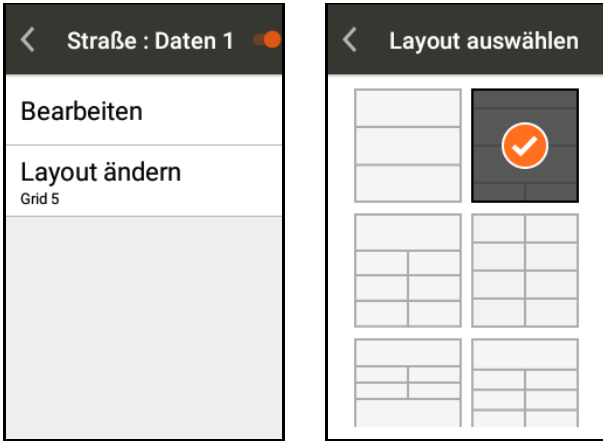 Straße : Daten 1
Bearbeiten
Layout ändern
Grid 5
Layout auswählen